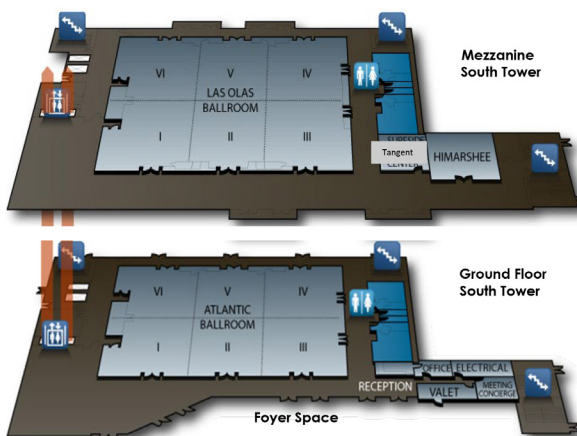 Mezzanine
South Tower
VI
V
IV
LAS OLAS
BALLROOM
I
II
III
Tangent
HIMARSHEE
Ground Floor
South Tower
VI
V
IV
ATLANTIC
BALLROOM
I
II
III
OFFICE
ELECTRICAL
RECEPTION
VALET
MEETING
CONCIERGE
Foyer Space